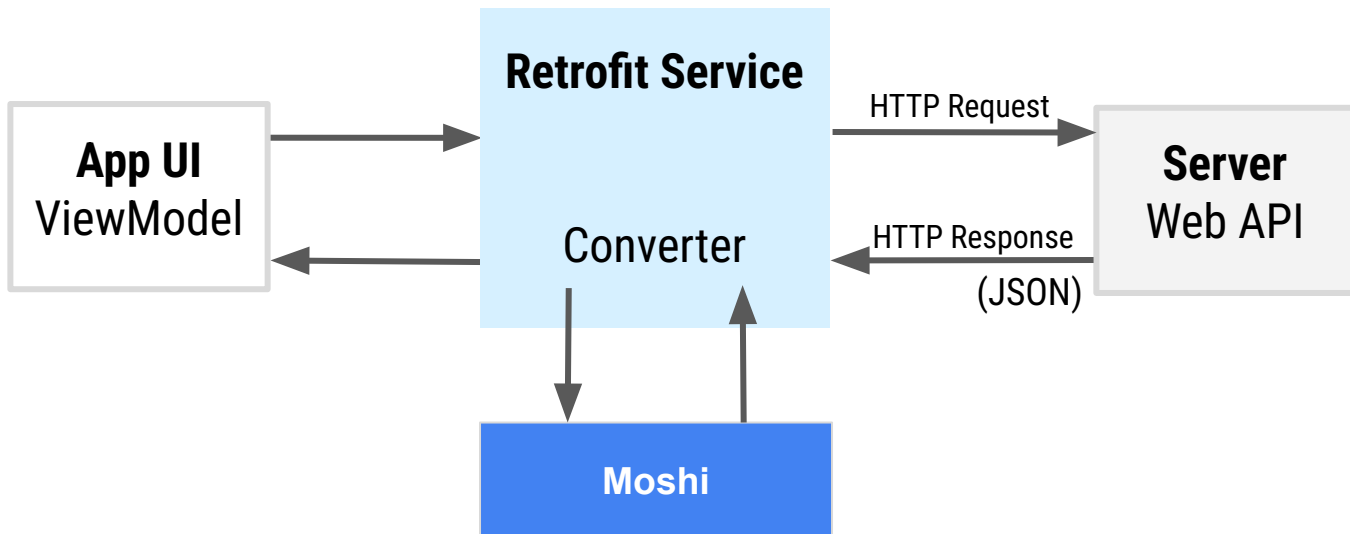 Retrofit Service
HTTP Request
App UI
ViewModel
Server
Web API
Converter
HTTP Response
(JSON)
Moshi